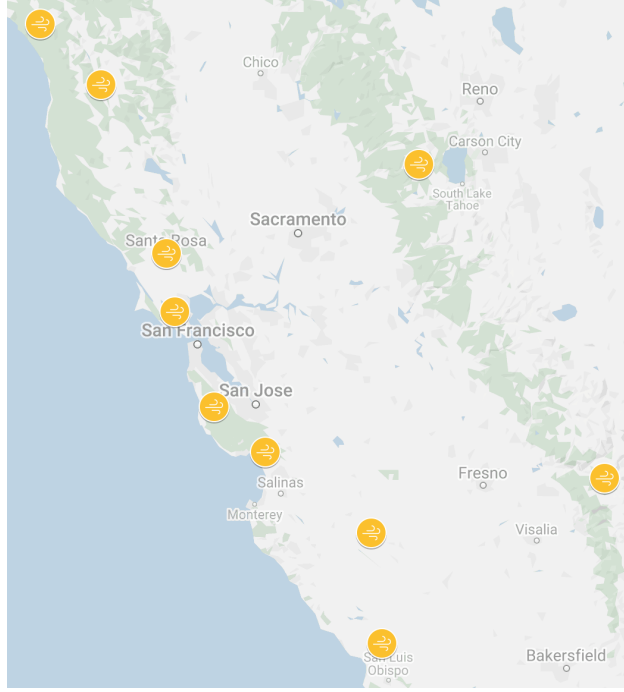 Chico
Reno
Carson City
South Lake
Tahoe
Sacramento
Santa Rosa
San Francisco
San Jose
Fresno
Salinas
Monterey
Visalia
San Luis
Obispo
Bakersfield